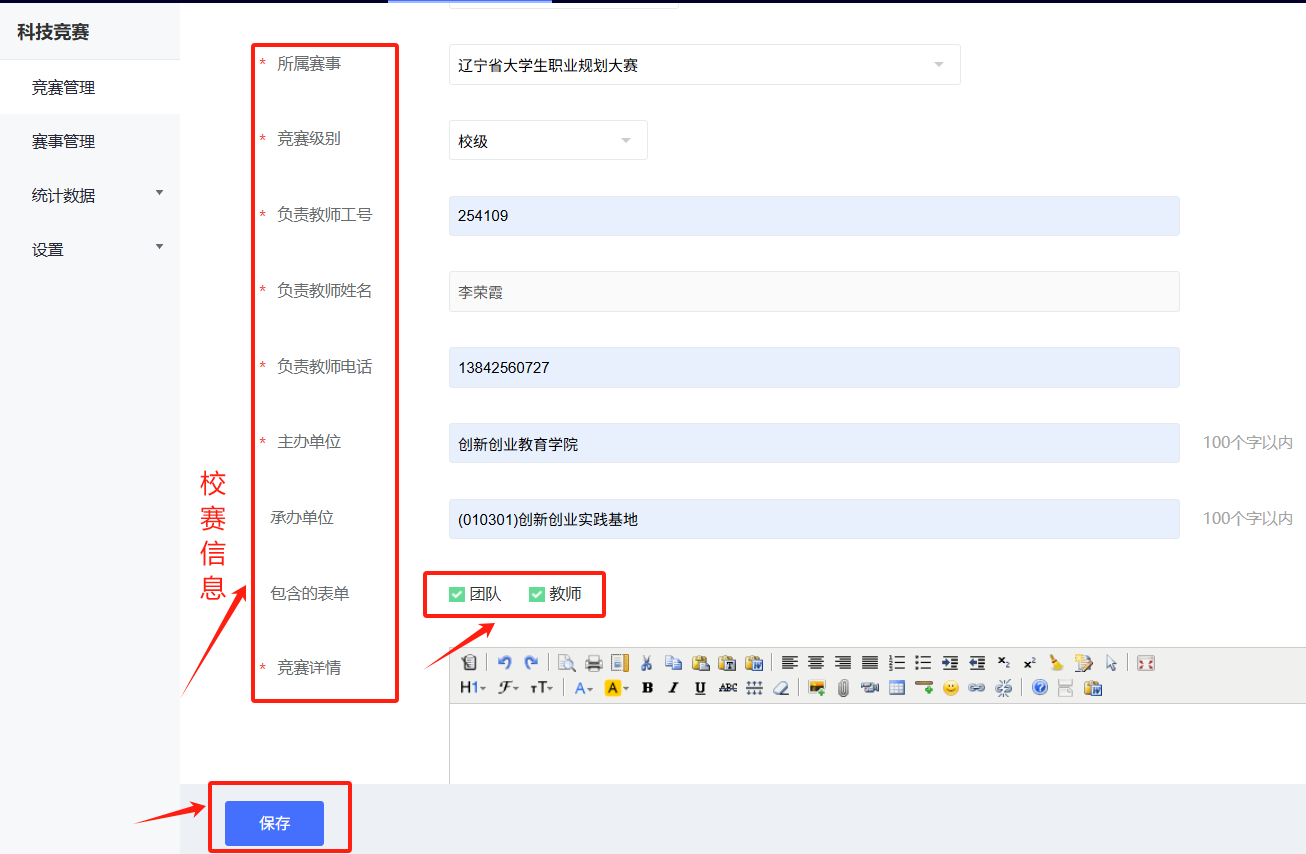 科技竞赛
竞赛管理
赛事管理
统计数据
设置
* 所属赛事 辽宁省大学生职业规划大赛
* 竞赛级别 校级
* 负责教师工号 254109
* 负责教师姓名 李荣霞
* 负责教师电话 13842560727
* 主办单位 创新创业教育学院 100个字以内
承办单位 (010301)创新创业实践基地 100个字以内
包含的表单 团队 教师
* 竞赛详情
校赛信息
H1 F тT A A B I U ABC
保存